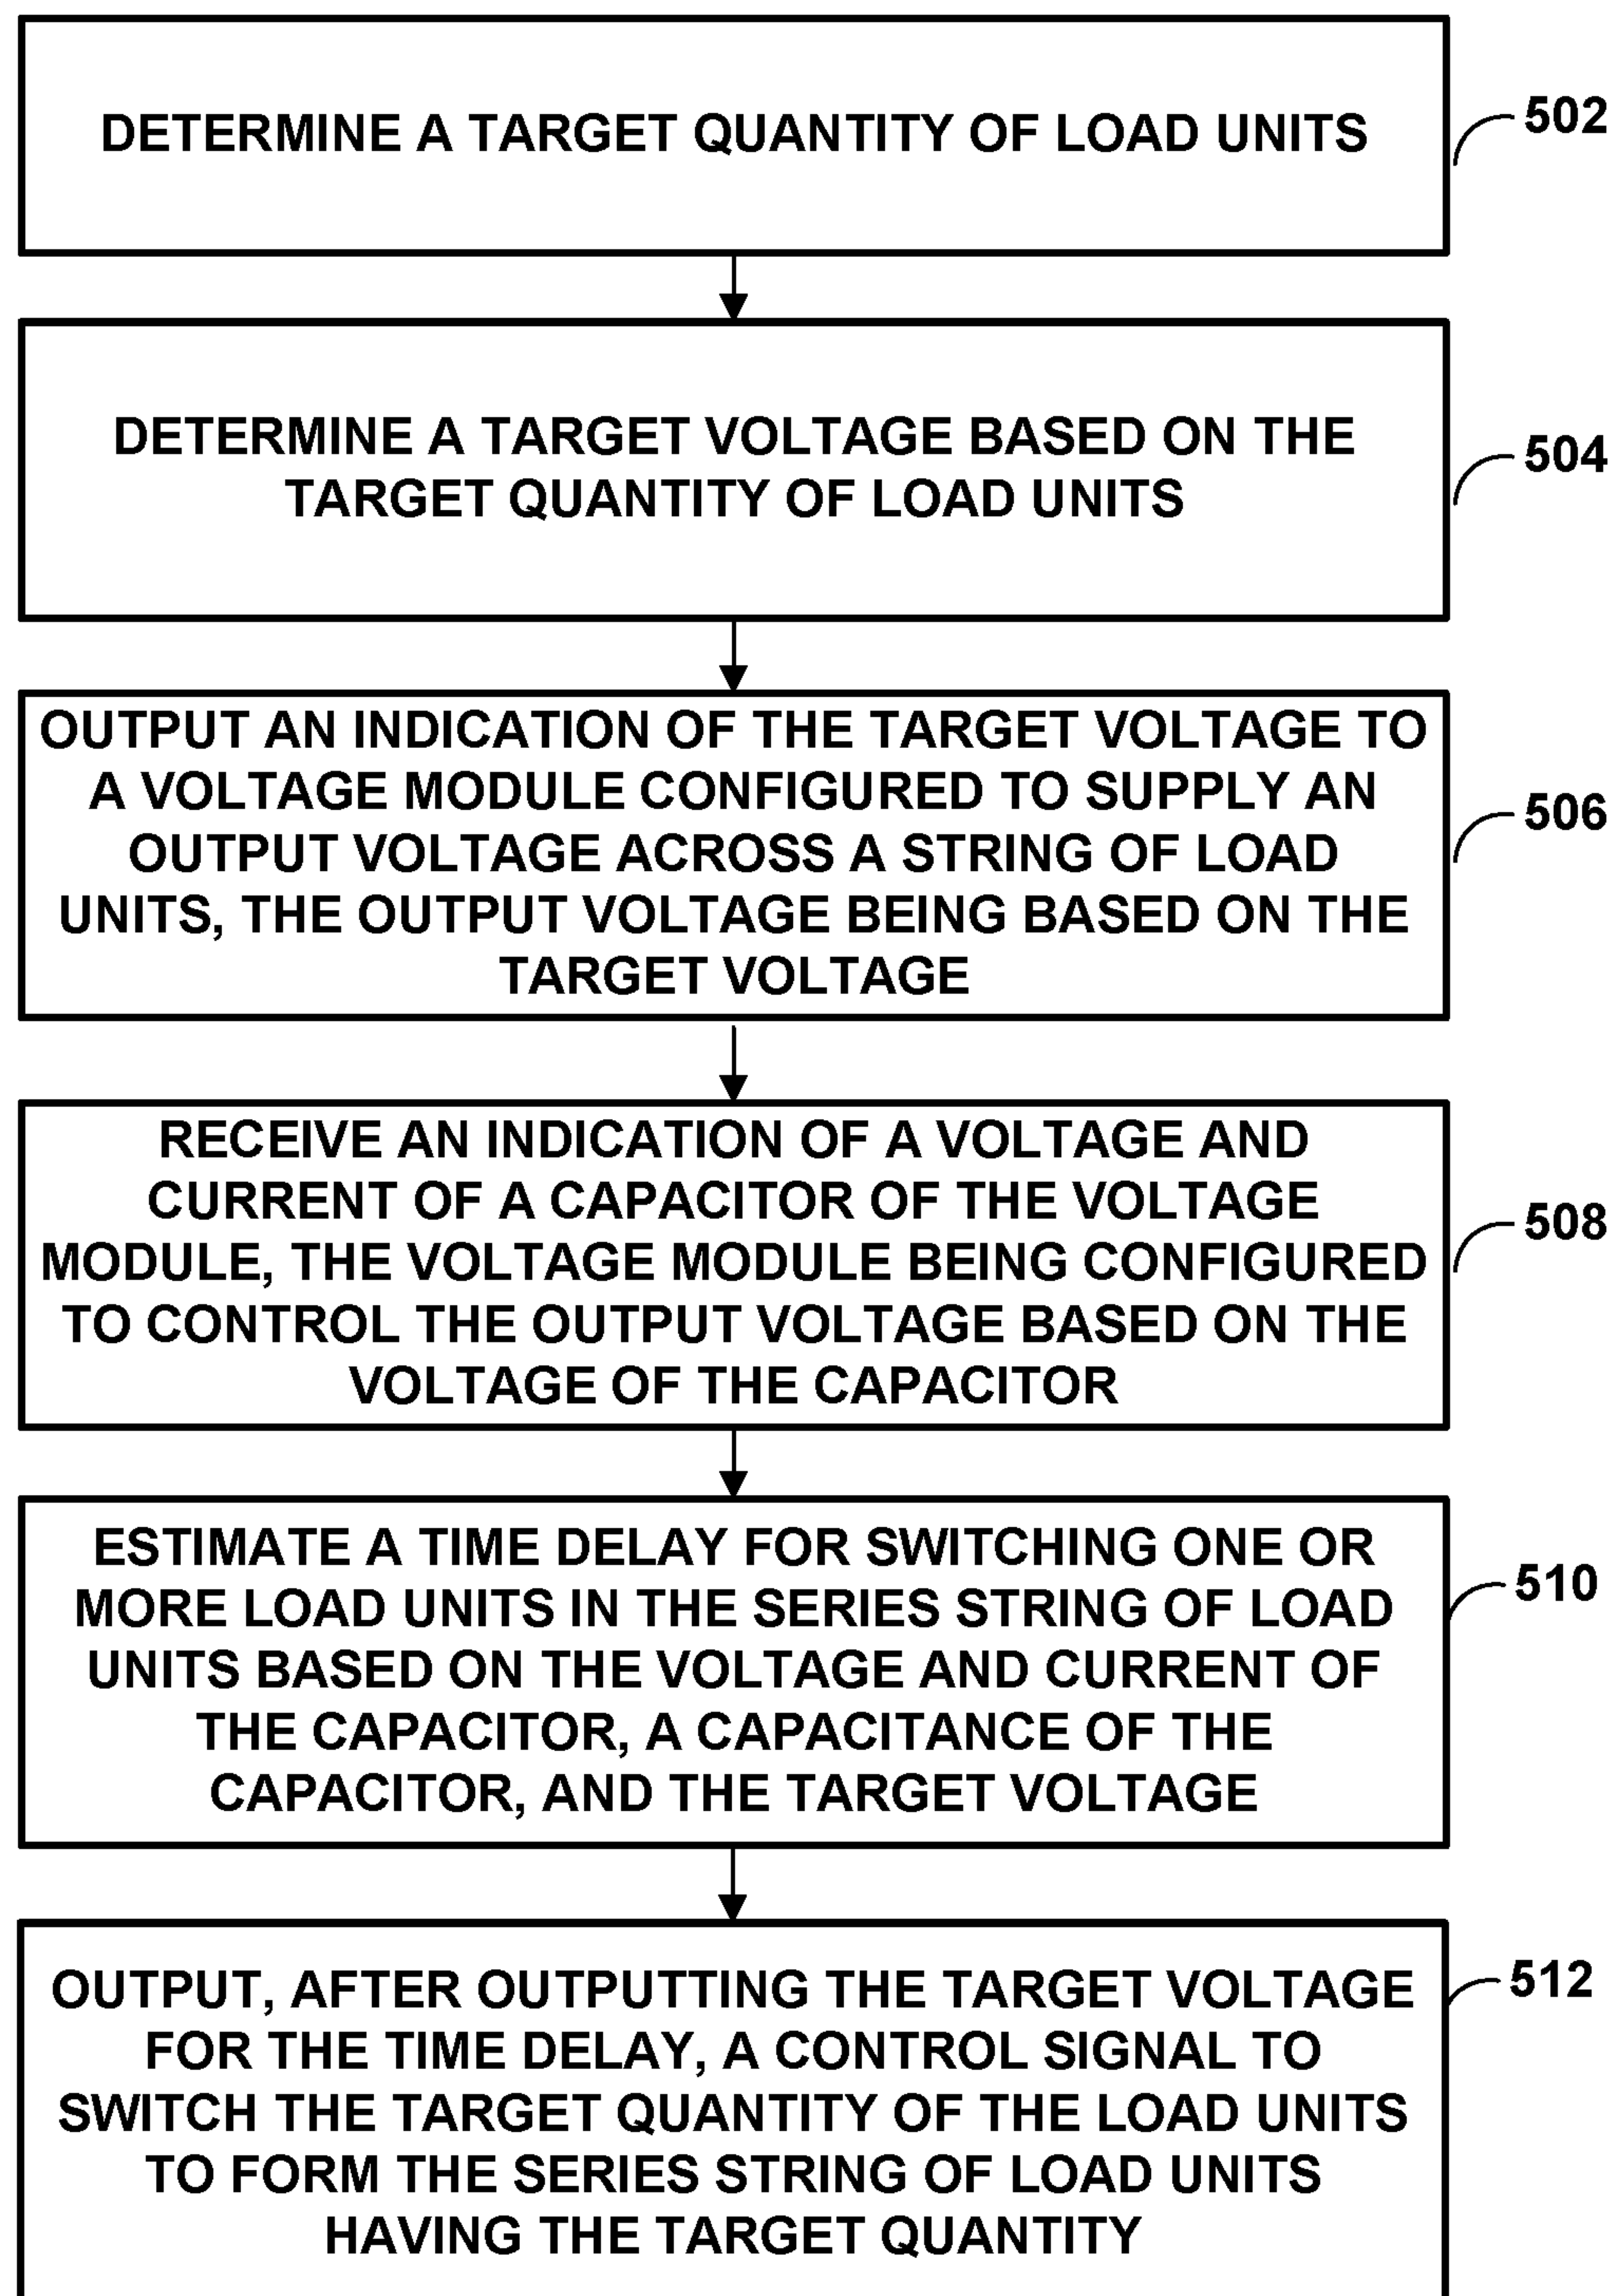 DETERMINE A TARGET QUANTITY OF LOAD UNITS
502
DETERMINE A TARGET VOLTAGE BASED ON THE
TARGET QUANTITY OF LOAD UNITS
504
OUTPUT AN INDICATION OF THE TARGET VOLTAGE TO
A VOLTAGE MODULE CONFIGURED TO SUPPLY AN
OUTPUT VOLTAGE ACROSS A STRING OF LOAD
UNITS, THE OUTPUT VOLTAGE BEING BASED ON THE
TARGET VOLTAGE
506
RECEIVE AN INDICATION OF A VOLTAGE AND
CURRENT OF A CAPACITOR OF THE VOLTAGE
MODULE, THE VOLTAGE MODULE BEING CONFIGURED
TO CONTROL THE OUTPUT VOLTAGE BASED ON THE
VOLTAGE OF THE CAPACITOR
508
ESTIMATE A TIME DELAY FOR SWITCHING ONE OR
MORE LOAD UNITS IN THE SERIES STRING OF LOAD
UNITS BASED ON THE VOLTAGE AND CURRENT OF
THE CAPACITOR, A CAPACITANCE OF THE
CAPACITOR, AND THE TARGET VOLTAGE
510
OUTPUT, AFTER OUTPUTTING THE TARGET VOLTAGE
FOR THE TIME DELAY, A CONTROL SIGNAL TO
SWITCH THE TARGET QUANTITY OF THE LOAD UNITS
TO FORM THE SERIES STRING OF LOAD UNITS
HAVING THE TARGET QUANTITY
512